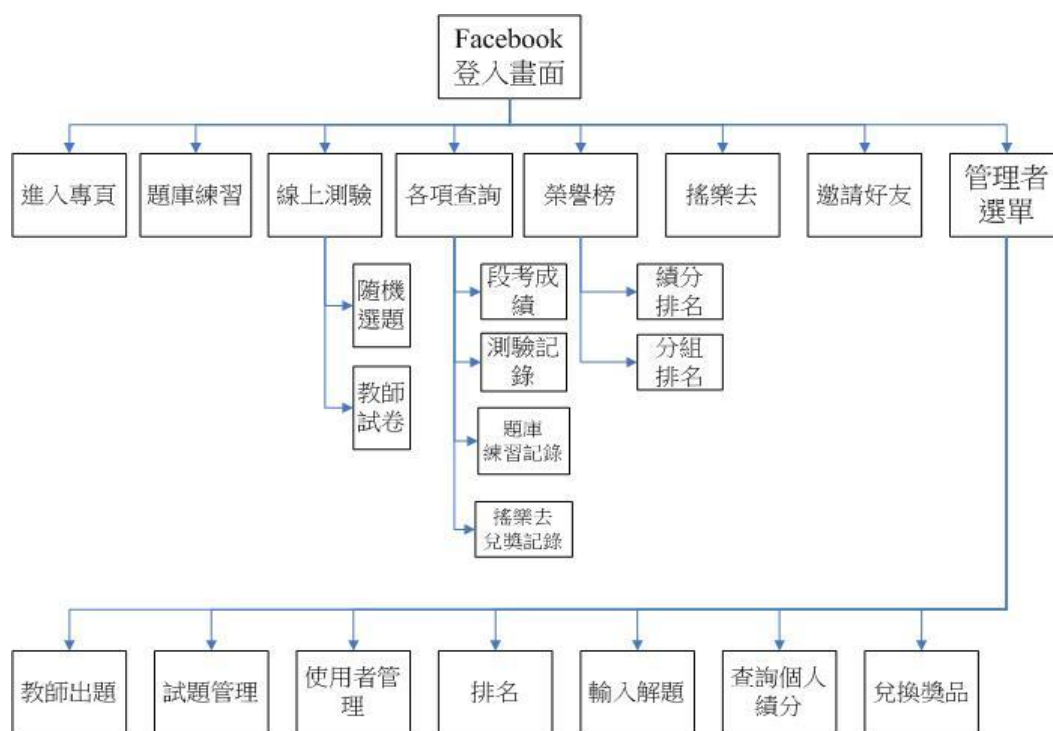 Facebook
登入畫面
進入專頁
題庫練習
線上測驗
各項查詢
榮譽榜
搖樂去
邀請好友
管理者
選單
隨機
選題
教師
試卷
段考成
績
測驗記
錄
題庫
練習記錄
搖樂去
兌獎記錄
績分
排名
分組
排名
教師出題
試題管理
使用者管
理
排名
輸入解題
查詢個人
績分
兌換獎品